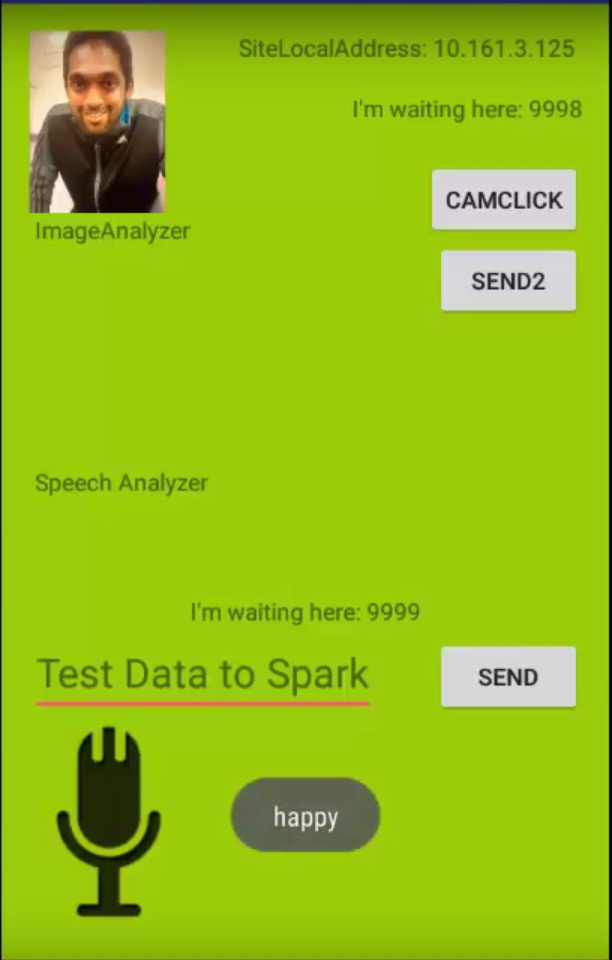 SiteLocalAddress: 10.161.3.125
I'm waiting here: 9998
CAMCLICK
ImageAnalyzer
SEND2
Speech Analyzer
I'm waiting here: 9999
Test Data to Spark
SEND
happy